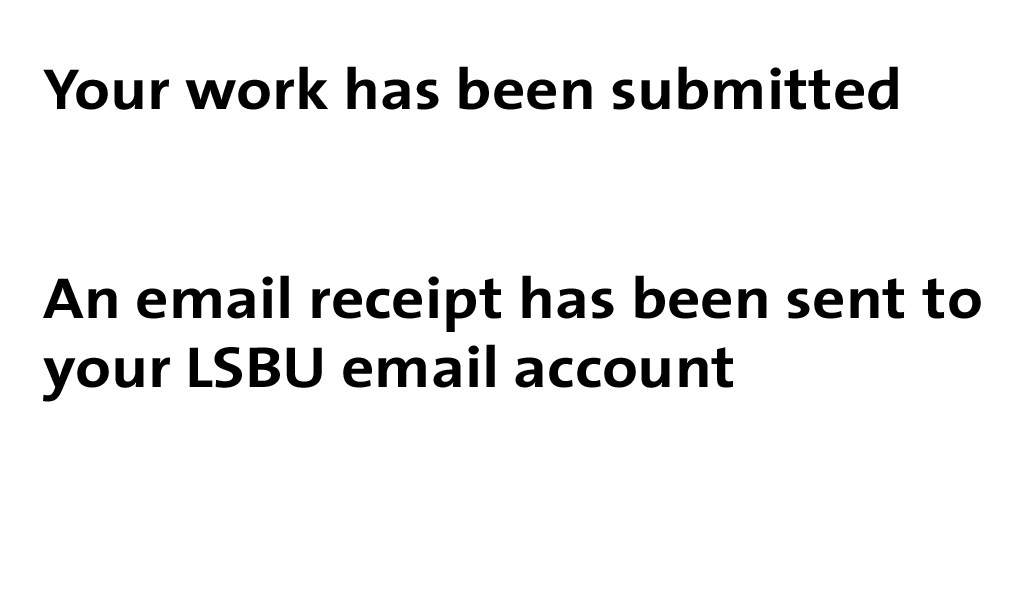 Your work has been submitted
An email receipt has been sent to
your LSBU email account